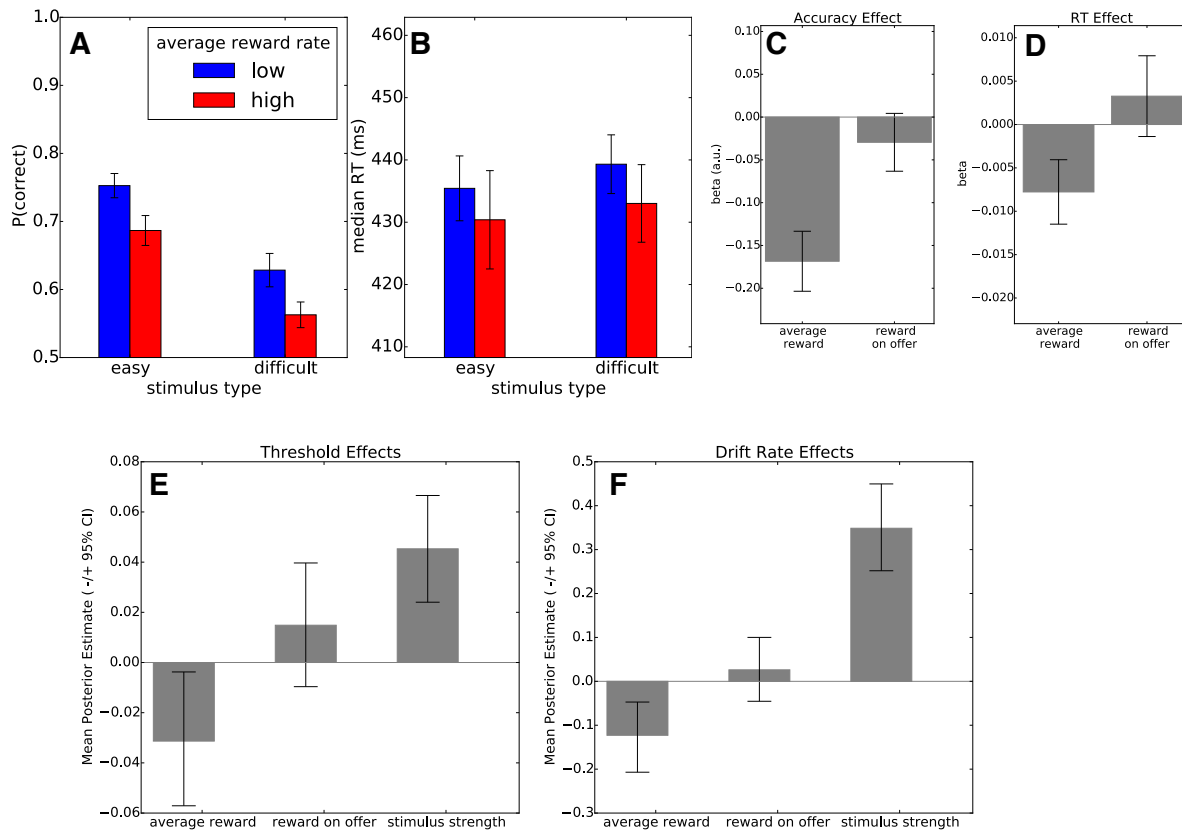 A
average reward rate
low
high
P(correct)
1.0
0.9
0.8
0.7
0.6
0.5
easy
difficult
stimulus type
B
median RT (ms)
460
450
440
430
420
410
easy
difficult
stimulus type
Accuracy Effect
C
beta (a.u.)
0.10
0.05
0.00
−0.05
−0.10
−0.15
−0.20
average
reward
reward
on offer
RT Effect
D
beta
0.010
0.005
0.000
−0.005
−0.010
−0.015
−0.020
average
reward
reward
on offer
Threshold Effects
E
Mean Posterior Estimate ( -/+ 95% CI)
0.08
0.06
0.04
0.02
0.00
−0.02
−0.04
−0.06
average reward
reward on offer
stimulus strength
Drift Rate Effects
F
Mean Posterior Estimate ( -/+ 95% CI)
0.5
0.4
0.3
0.2
0.1
0.0
−0.1
−0.2
−0.3
average reward
reward on offer
stimulus strength